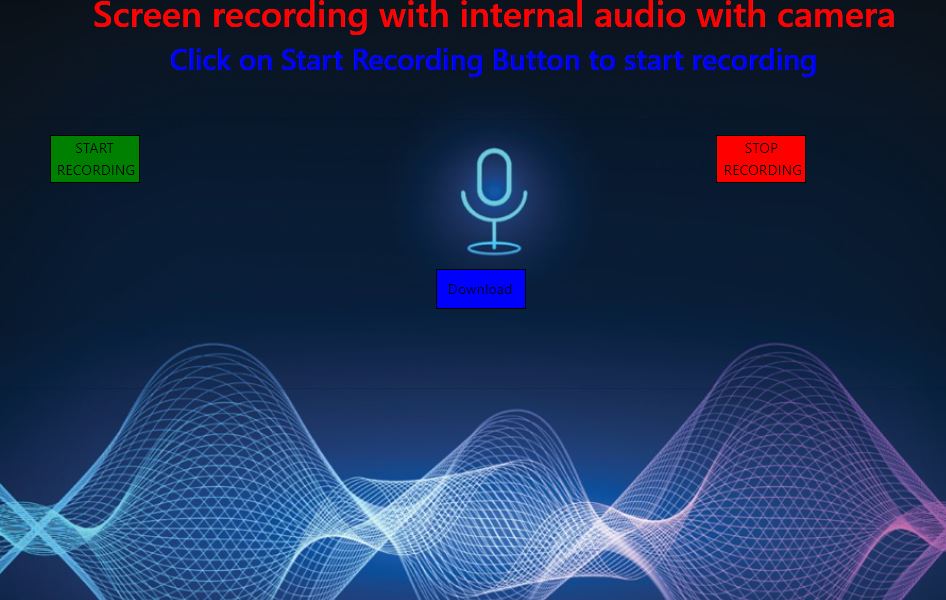 Screen recording with internal audio with camera
Click on Start Recording Button to start recording
START
RECORDING
STOP
RECORDING
Download